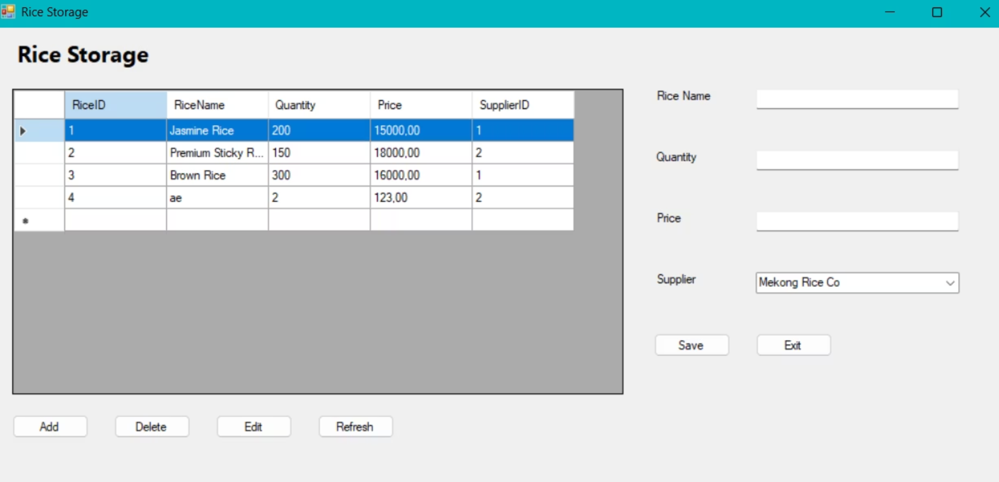 Rice Storage
Rice Storage
RiceID RiceName Quantity Price SupplierID
1 Jasmine Rice 200 15000,00 1
2 Premium Sticky R... 150 18000,00 2
3 Brown Rice 300 16000,00 1
4 ae 2 123,00 2
Rice Name
Quantity
Price
Supplier Mekong Rice Co
Save Exit
Add Delete Edit Refresh